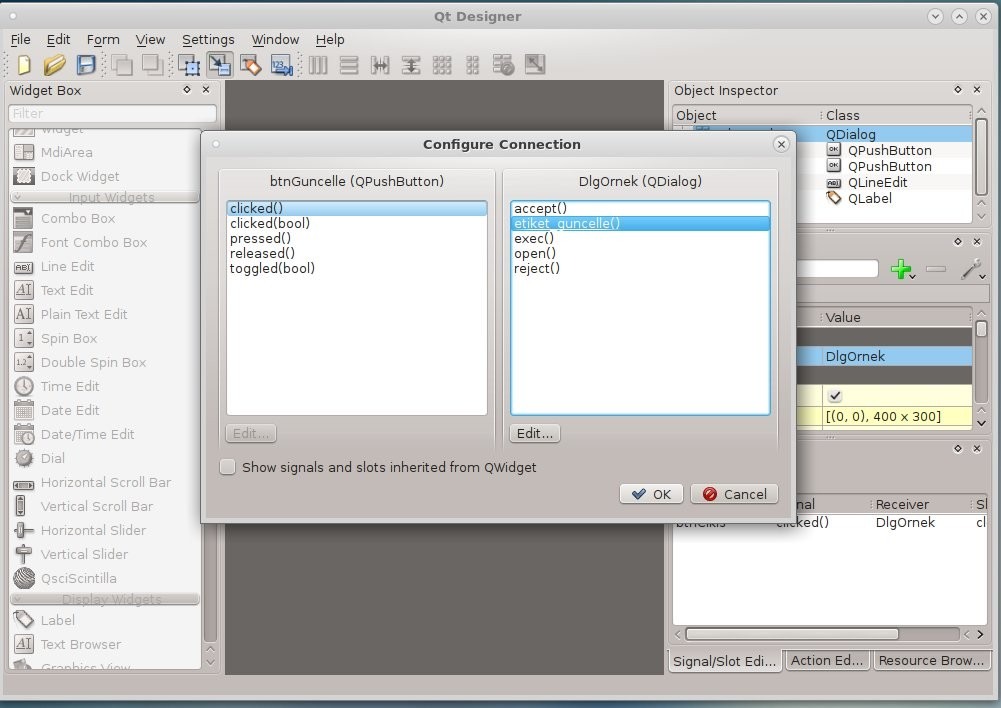 Qt Designer
File Edit Form View Settings Window Help
Widget Box
Filter
Widget
MdiArea
Dock Widget
Input Widgets
Combo Box
Font Combo Box
Line Edit
Text Edit
Plain Text Edit
Spin Box
Double Spin Box
Time Edit
Date Edit
Date/Time Edit
Dial
Horizontal Scroll Bar
Vertical Scroll Bar
Horizontal Slider
Vertical Slider
QsciScintilla
Display Widgets
Label
Text Browser
Graphics View
Configure Connection
btnGuncelle (QPushButton)
clicked()
clicked(bool)
pressed()
released()
toggled(bool)
Edit...
DlgOrnek (QDialog)
accept()
etiket_guncelle()
exec()
open()
reject()
Edit...
Show signals and slots inherited from QWidget
OK Cancel
Object Inspector
Object Class
QDialog
QPushButton
QPushButton
QLineEdit
QLabel
Value
DlgOrnek
[(0, 0), 400 x 300]
nal Receiver Sl
btnCikis clicked() DlgOrnek cl
Signal/Slot Edi... Action Ed... Resource Brow...